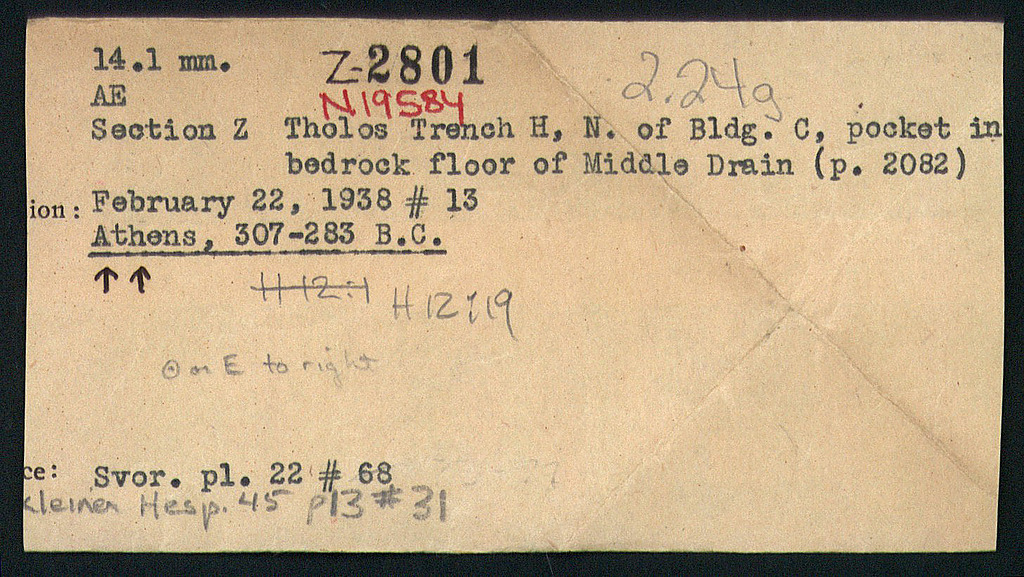 14.1 mm. Z-2801 2.24g
AE N19584
Section Z Tholos Trench H, N. of Bldg. C, pocket in
bedrock floor of Middle Drain (p. 2082)
ion: February 22, 1938 # 13
Athens, 307-283 B.C.
↑↑ H 12:1 H 12:19
⊙ on E to right
ce: Svor. pl. 22 # 68
Kleiner Hesp. 45 p13 # 31